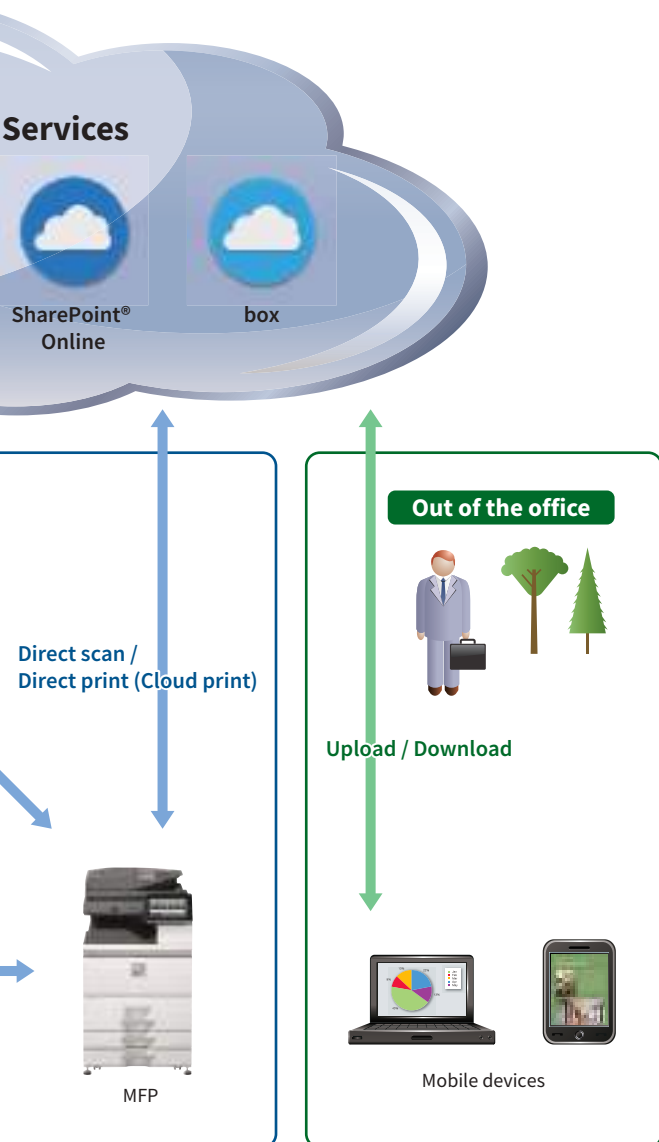 Services
SharePoint®
Online
box
Out of the office
Direct scan /
Direct print (Cloud print)
Upload / Download
MFP
Mobile devices